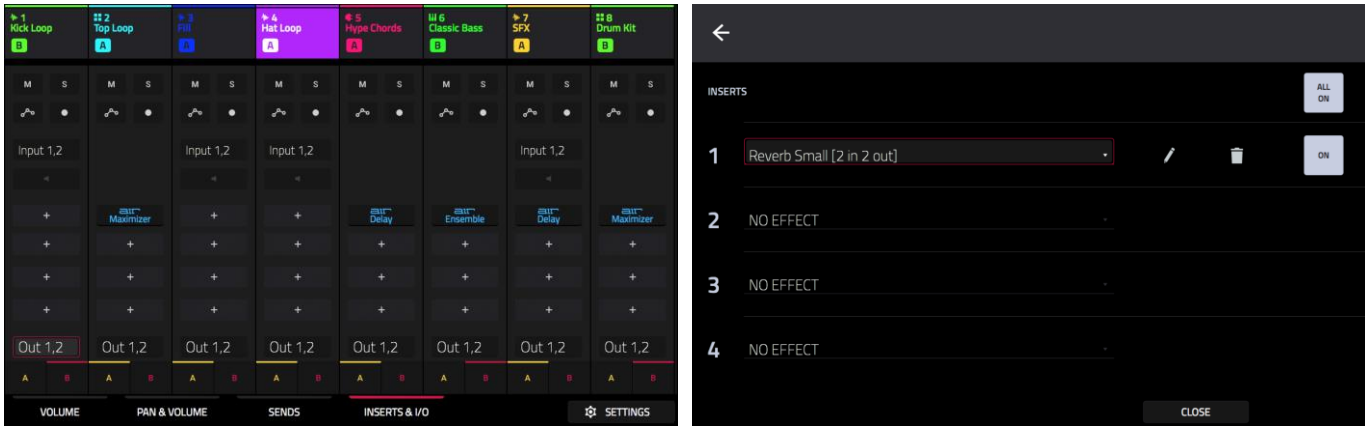 1 2 3 4 5 6 7 8
Kick Loop Top Loop Fill Hat Loop Hype Chords Classic Bass SFX Drum Kit
B A A A A B A B
M S M S M S M S M S M S M S M S
Input 1,2 Input 1,2 Input 1,2 Input 1,2
+ air + + air air air air
Maximizer Delay Ensemble Delay Maximizer
+ + + + + + + +
+ + + + + + + +
+ + + + + + + +
Out 1,2 Out 1,2 Out 1,2 Out 1,2 Out 1,2 Out 1,2 Out 1,2 Out 1,2
A B A B A B A B A B A B A B A B
VOLUME PAN & VOLUME SENDS INSERTS & I/O SETTINGS
INSERTS ALL
ON
1 Reverb Small [2 in 2 out] ON
2 NO EFFECT
3 NO EFFECT
4 NO EFFECT
CLOSE